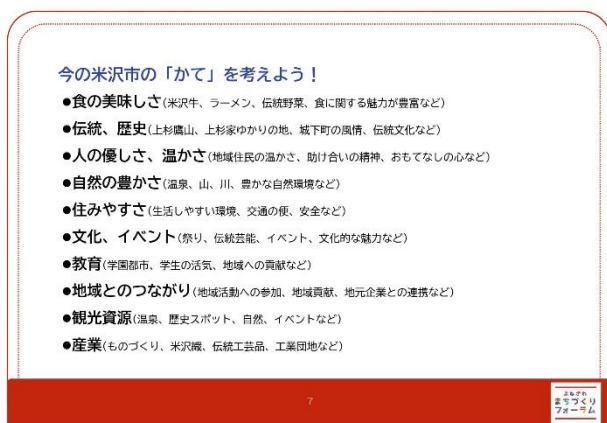 今の米沢市の「かて」を考えよう！
●食の美味しさ(米沢牛、ラーメン、伝統野菜、食に関する魅力が豊富など)
●伝統、歴史(上杉鷹山、上杉家ゆかりの地、城下町の風情、伝統文化など)
●人の優しさ、温かさ(地域住民の温かさ、助け合いの精神、おもてなしの心など)
●自然の豊かさ(温泉、山、川、豊かな自然環境など)
●住みやすさ(生活しやすい環境、交通の便、安全など)
●文化、イベント(祭り、伝統芸能、イベント、文化的な魅力など)
●教育(学園都市、学生の活気、地域への貢献など)
●地域とのつながり(地域活動への参加、地域貢献、地元企業との連携など)
●観光資源(温泉、歴史スポット、自然、イベントなど)
●産業(ものづくり、米沢織、伝統工芸品、工業団地など)
7
よねざわ
まちづくり
フォーラム